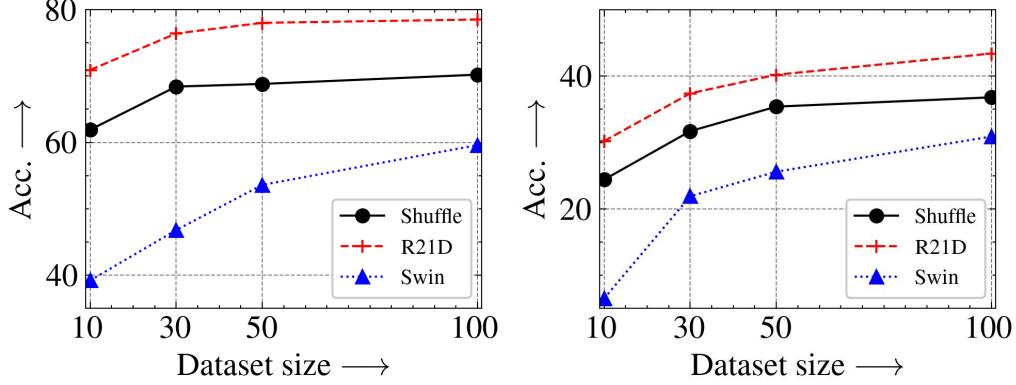 80
60
40
Acc. ⟶
10 30 50 100
Dataset size ⟶
Shuffle
R21D
Swin
40
20
Acc. ⟶
10 30 50 100
Dataset size ⟶
Shuffle
R21D
Swin